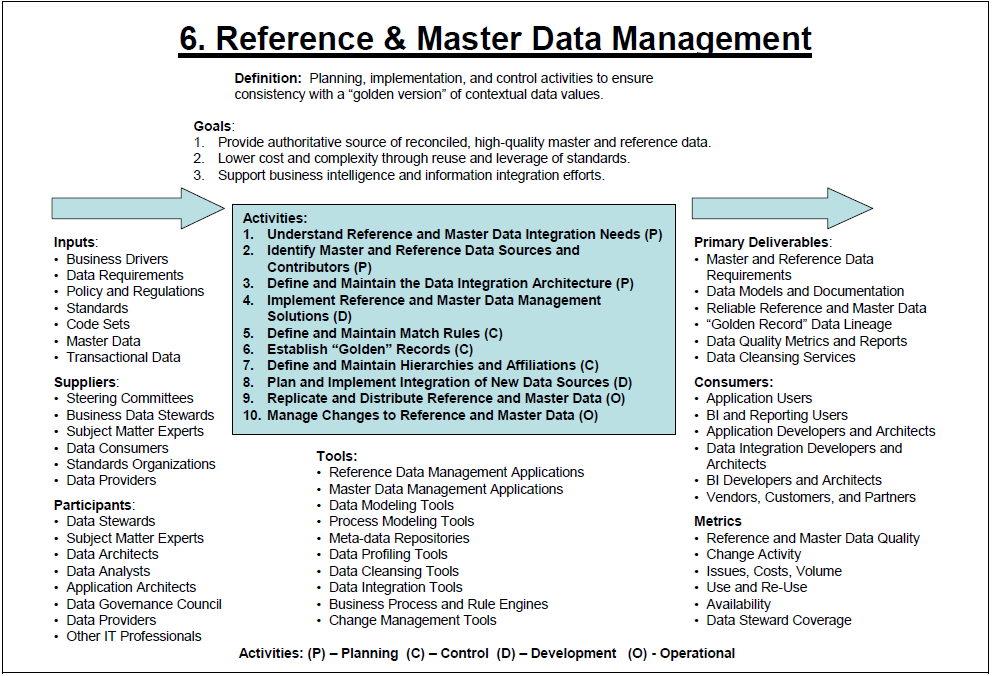 6. Reference & Master Data Management
Definition: Planning, implementation, and control activities to ensure
consistency with a “golden version” of contextual data values.
Goals:
1. Provide authoritative source of reconciled, high-quality master and reference data.
2. Lower cost and complexity through reuse and leverage of standards.
3. Support business intelligence and information integration efforts.
Inputs:
• Business Drivers
• Data Requirements
• Policy and Regulations
• Standards
• Code Sets
• Master Data
• Transactional Data
Suppliers:
• Steering Committees
• Business Data Stewards
• Subject Matter Experts
• Data Consumers
• Standards Organizations
• Data Providers
Participants:
• Data Stewards
• Subject Matter Experts
• Data Architects
• Data Analysts
• Application Architects
• Data Governance Council
• Data Providers
• Other IT Professionals
Activities:
1. Understand Reference and Master Data Integration Needs (P)
2. Identify Master and Reference Data Sources and
Contributors (P)
3. Define and Maintain the Data Integration Architecture (P)
4. Implement Reference and Master Data Management
Solutions (D)
5. Define and Maintain Match Rules (C)
6. Establish “Golden” Records (C)
7. Define and Maintain Hierarchies and Affiliations (C)
8. Plan and Implement Integration of New Data Sources (D)
9. Replicate and Distribute Reference and Master Data (O)
10. Manage Changes to Reference and Master Data (O)
Tools:
• Reference Data Management Applications
• Master Data Management Applications
• Data Modeling Tools
• Process Modeling Tools
• Meta-data Repositories
• Data Profiling Tools
• Data Cleansing Tools
• Data Integration Tools
• Business Process and Rule Engines
• Change Management Tools
Primary Deliverables:
• Master and Reference Data
Requirements
• Data Models and Documentation
• Reliable Reference and Master Data
• “Golden Record” Data Lineage
• Data Quality Metrics and Reports
• Data Cleansing Services
Consumers:
• Application Users
• BI and Reporting Users
• Application Developers and Architects
• Data Integration Developers and
Architects
• BI Developers and Architects
• Vendors, Customers, and Partners
Metrics
• Reference and Master Data Quality
• Change Activity
• Issues, Costs, Volume
• Use and Re-Use
• Availability
• Data Steward Coverage
Activities: (P) – Planning (C) – Control (D) – Development (O) - Operational